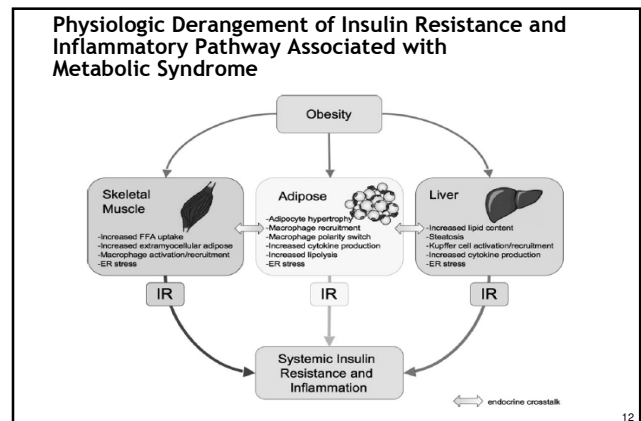 Physiologic Derangement of Insulin Resistance and
Inflammatory Pathway Associated with
Metabolic Syndrome
Obesity
Skeletal
Muscle
-Increased FFA uptake
-Increased extramyocellular adipose
-Macrophage activation/recruitment
-ER stress
Adipose
-Adipocyte hypertrophy
-Macrophage recruitment
-Macrophage polarity switch
-Increased cytokine production
-Increased lipolysis
-ER stress
Liver
-Increased lipid content
-Steatosis
-Kupffer cell activation/recruitment
-Increased cytokine production
-ER stress
IR
IR
IR
Systemic Insulin
Resistance and
Inflammation
endocrine crosstalk
12